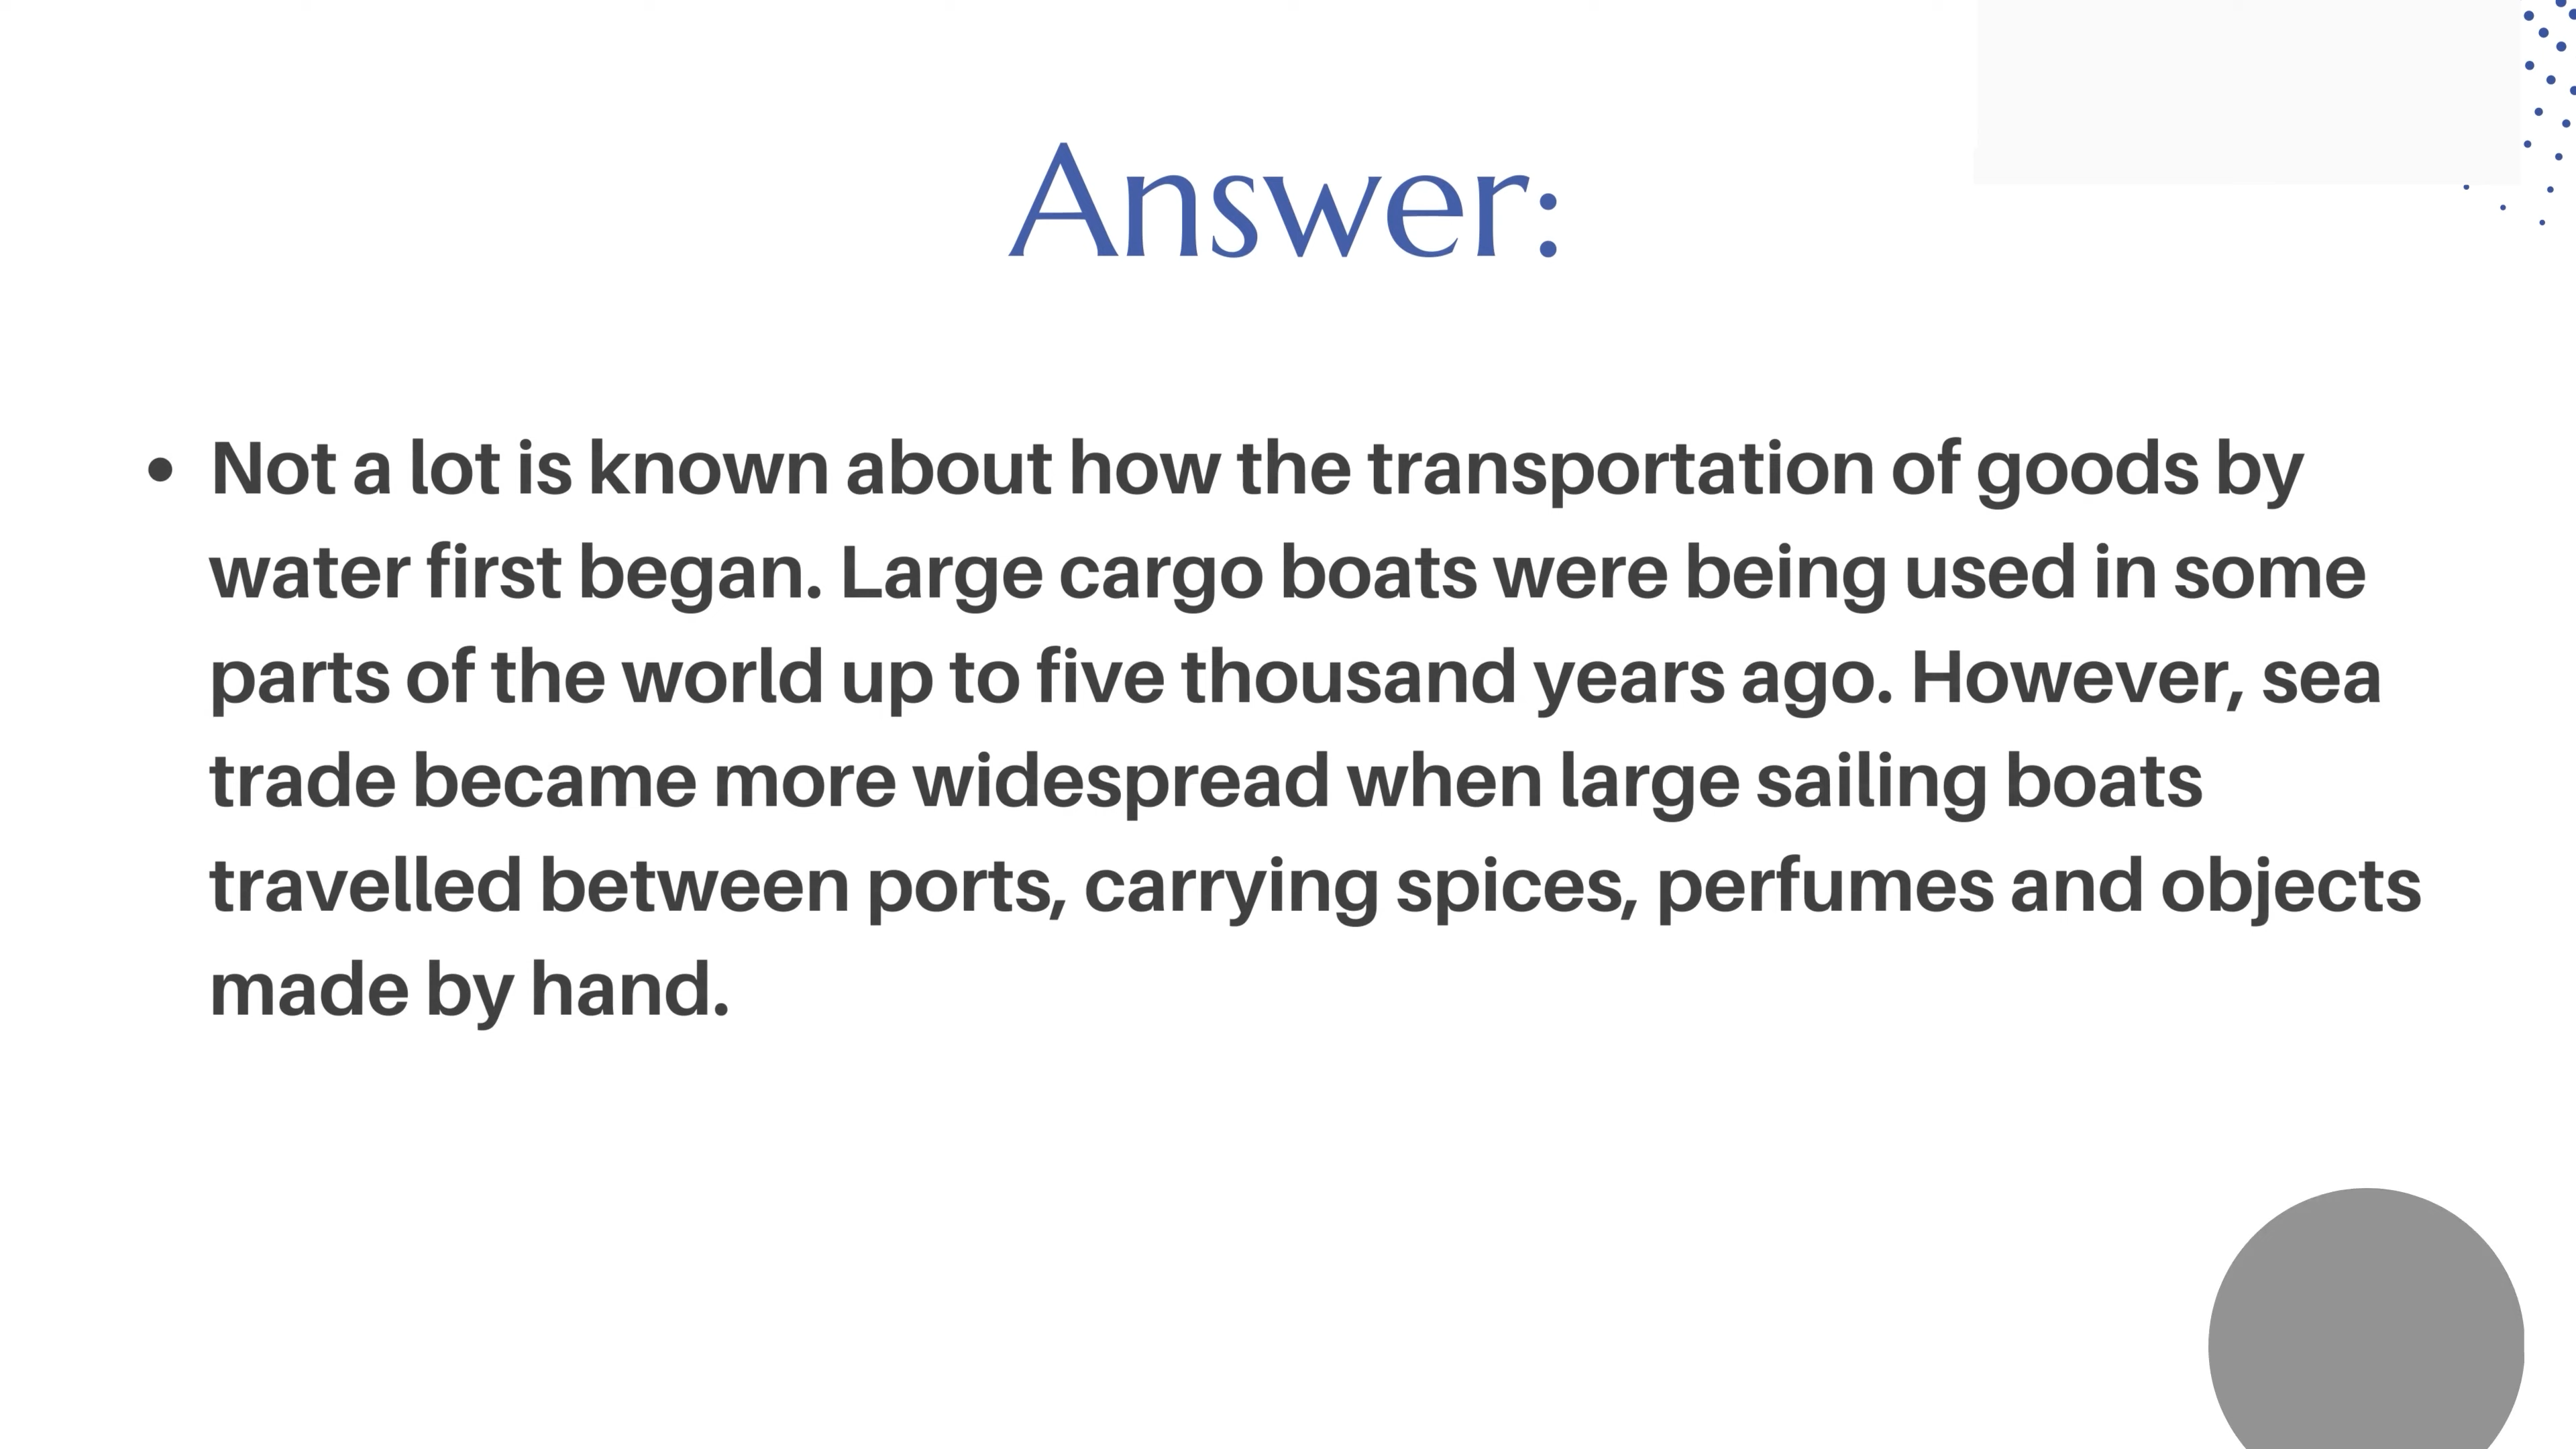 Answer:
• Not a lot is known about how the transportation of goods by
water first began. Large cargo boats were being used in some
parts of the world up to five thousand years ago. However, sea
trade became more widespread when large sailing boats
travelled between ports, carrying spices, perfumes and objects
made by hand.